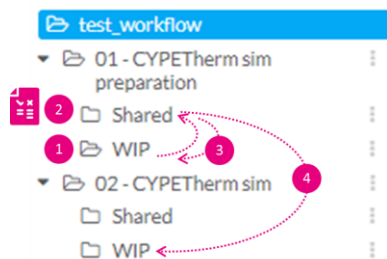 test_workflow
01 - CYPETherm sim
preparation
2 Shared
1 WIP 3
02 - CYPETherm sim 4
Shared
WIP